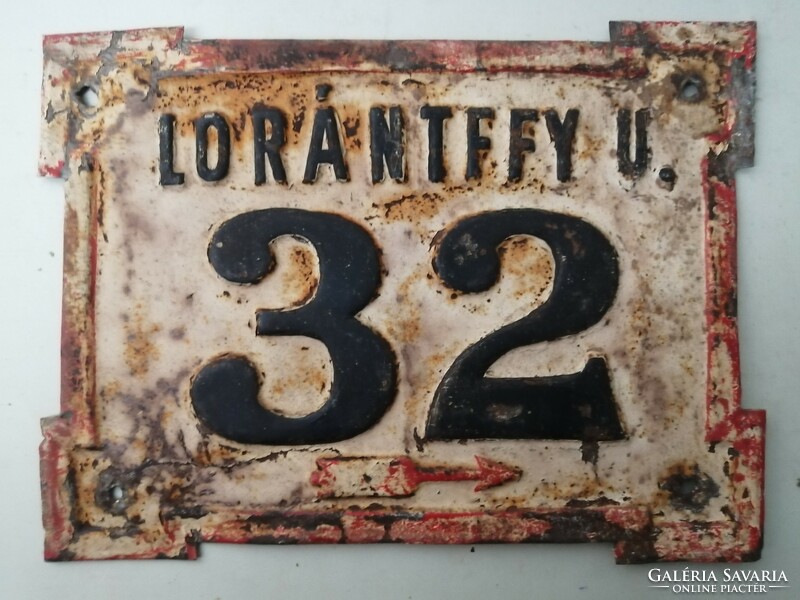 LORÁNTFFY U.
32
GALÉRIA SAVARIA
ONLINE PIACTÉR